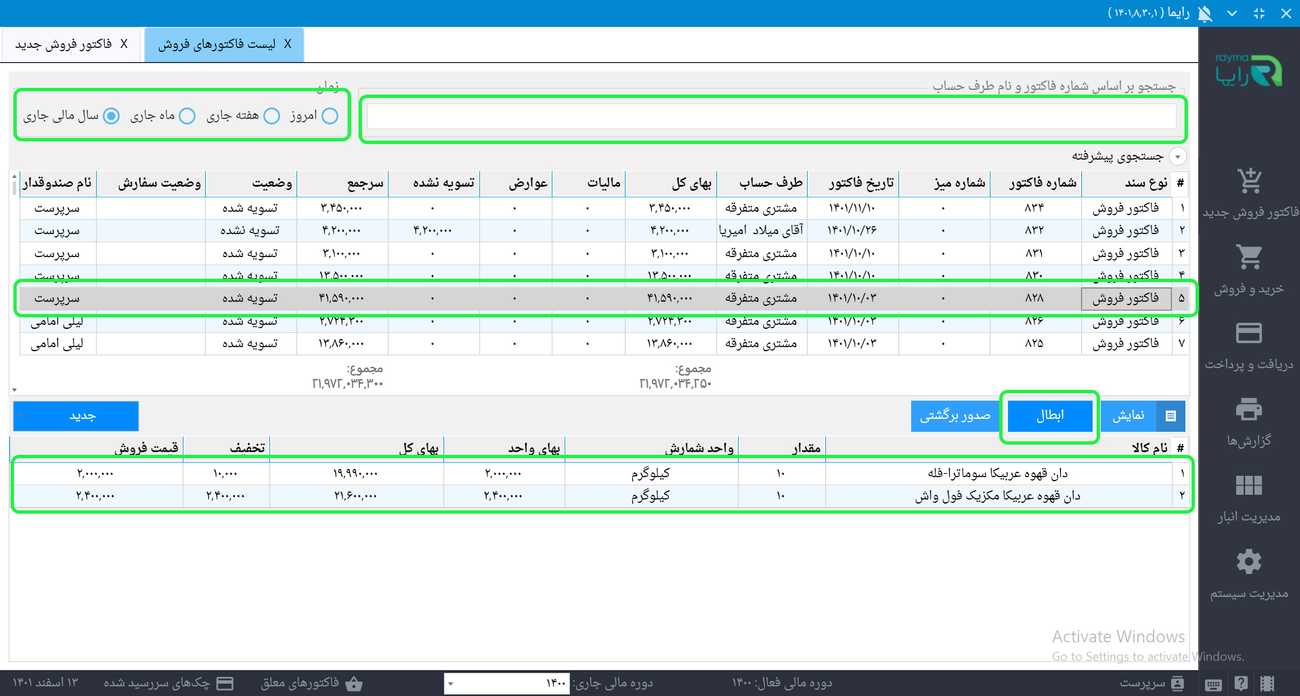 رایما (۱۴۰۱,۸,۳۰,۱)
X لیست فاکتورهای فروش
X فاکتور فروش جدید
rayma
رایما
فاکتور فروش جدید
خرید و فروش
دریافت و پرداخت
گزارش‌ها
مدیریت انبار
مدیریت سیستم
جستجو بر اساس شماره فاکتور و نام طرف حساب
زمان
امروز هفته جاری ماه جاری سال مالی جاری
جستجوی پیشرفته
# نوع سند شماره فاکتور شماره میز تاریخ فاکتور طرف حساب بهای کل مالیات عوارض تسویه نشده سرجمع وضعیت وضعیت سفارش نام صندوقدار
۱ فاکتور فروش ۸۳۴ ۰ ۱۴۰۱/۱۱/۱۰ مشتری متفرقه ۳,۴۵۰,۰۰۰ ۰ ۰ ۰ ۳,۴۵۰,۰۰۰ تسویه شده سرپرست
۲ فاکتور فروش ۸۳۲ ۰ ۱۴۰۱/۱۰/۲۶ آقای میلاد امیریا ۴,۲۰۰,۰۰۰ ۰ ۰ ۴,۲۰۰,۰۰۰ ۴,۲۰۰,۰۰۰ تسویه نشده سرپرست
۳ فاکتور فروش ۸۳۱ ۰ ۱۴۰۱/۱۰/۱۰ مشتری متفرقه ۳,۱۰۰,۰۰۰ ۰ ۰ ۰ ۳,۱۰۰,۰۰۰ تسویه شده سرپرست
۴ فاکتور فروش ۸۳۰ ۰ ۱۴۰۱/۱۰/۱۰ مشتری متفرقه ۱۳,۵۰۰,۰۰۰ ۰ ۰ ۰ ۱۳,۵۰۰,۰۰۰ تسویه شده سرپرست
۵ فاکتور فروش ۸۲۸ ۰ ۱۴۰۱/۱۰/۰۳ مشتری متفرقه ۴۱,۵۹۰,۰۰۰ ۰ ۰ ۰ ۴۱,۵۹۰,۰۰۰ تسویه شده سرپرست
۶ فاکتور فروش ۸۲۶ ۰ ۱۴۰۱/۱۰/۰۳ مشتری متفرقه ۲,۷۲۴,۳۰۰ ۰ ۰ ۰ ۲,۷۲۴,۳۰۰ تسویه شده لیلی امامی
۷ فاکتور فروش ۸۲۵ ۰ ۱۴۰۱/۱۰/۰۳ مشتری متفرقه ۱۳,۸۶۰,۰۰۰ ۰ ۰ ۰ ۱۳,۸۶۰,۰۰۰ تسویه شده لیلی امامی
مجموع: مجموع:
۲۱,۹۷۲,۰۳۴,۲۵۰ ۲۱,۹۷۲,۰۳۴,۳۰۰
نمایش ابطال صدور برگشتی جدید
# نام کالا مقدار واحد شمارش بهای واحد بهای کل تخفیف قیمت فروش
۱ دان قهوه عربیکا سوماترا-فله ۱۰ کیلوگرم ۲,۰۰۰,۰۰۰ ۱۹,۹۹۰,۰۰۰ ۱۰,۰۰۰ ۲,۰۰۰,۰۰۰
۲ دان قهوه عربیکا مکزیک فول واش ۱۰ کیلوگرم ۲,۴۰۰,۰۰۰ ۲۱,۶۰۰,۰۰۰ ۲,۴۰۰,۰۰۰ ۲,۴۰۰,۰۰۰
Activate Windows
Go to Settings to activate Windows.
سرپرست دوره مالی فعال: ۱۴۰۰ دوره مالی جاری: ۱۴۰۰ فاکتورهای معلق چک‌های سررسید شده ۱۳ اسفند ۱۴۰۱